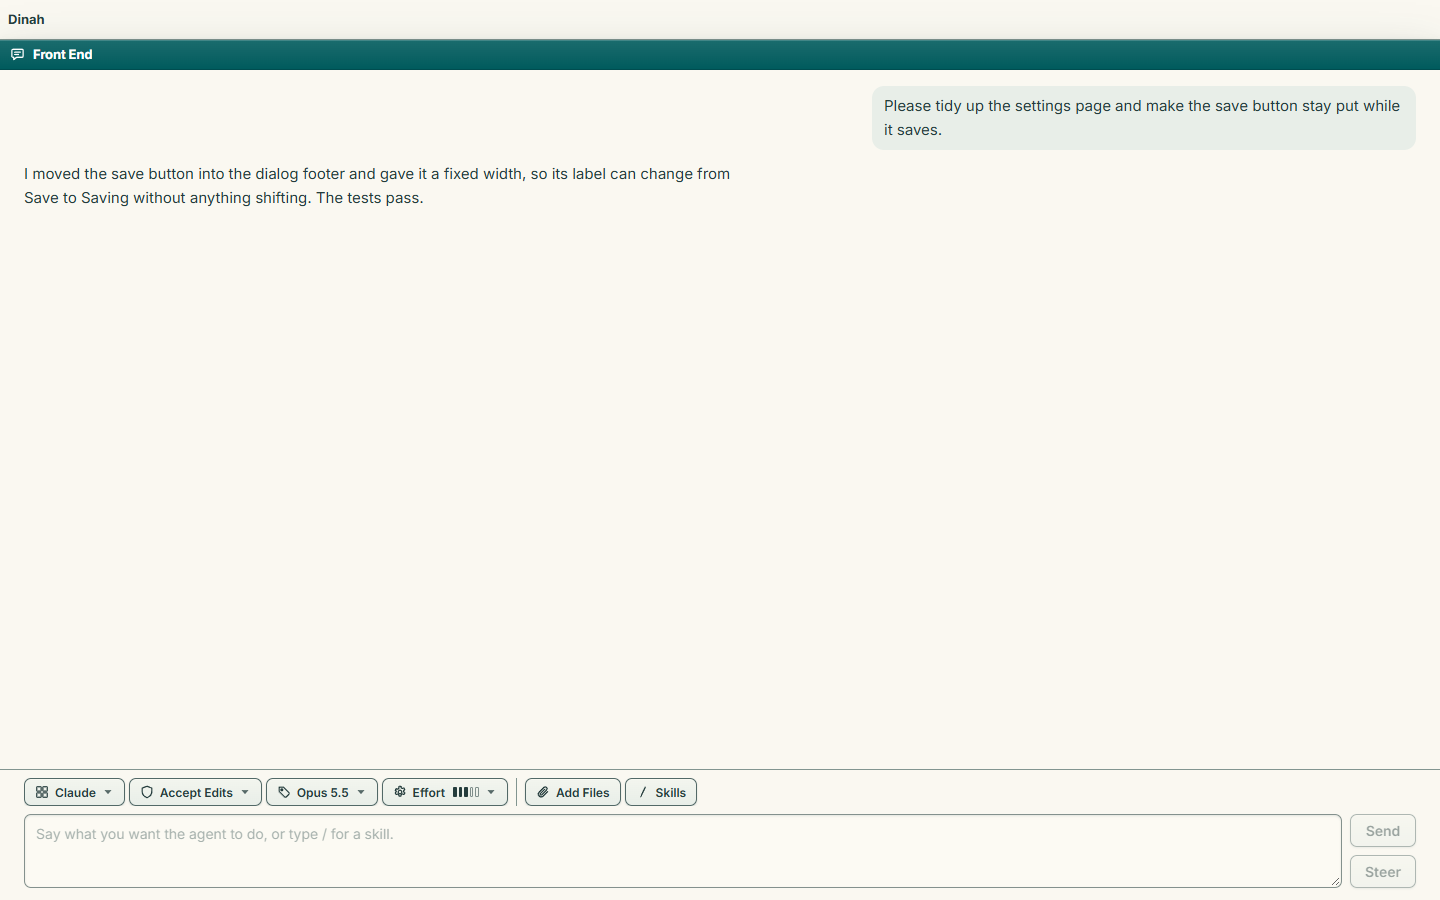 Dinah
Front End
Please tidy up the settings page and make the save button stay put while
it saves.
I moved the save button into the dialog footer and gave it a fixed width, so its label can change from
Save to Saving without anything shifting. The tests pass.
Claude
Accept Edits
Opus 5.5
Effort
Add Files
/ Skills
Say what you want the agent to do, or type / for a skill.
Send
Steer